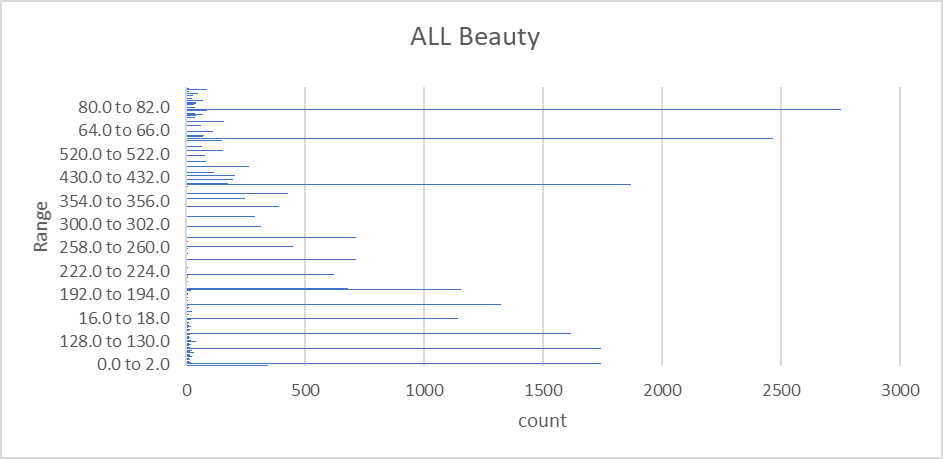 ALL Beauty
Range
80.0 to 82.0
64.0 to 66.0
520.0 to 522.0
430.0 to 432.0
354.0 to 356.0
300.0 to 302.0
258.0 to 260.0
222.0 to 224.0
192.0 to 194.0
16.0 to 18.0
128.0 to 130.0
0.0 to 2.0
0 500 1000 1500 2000 2500 3000
count